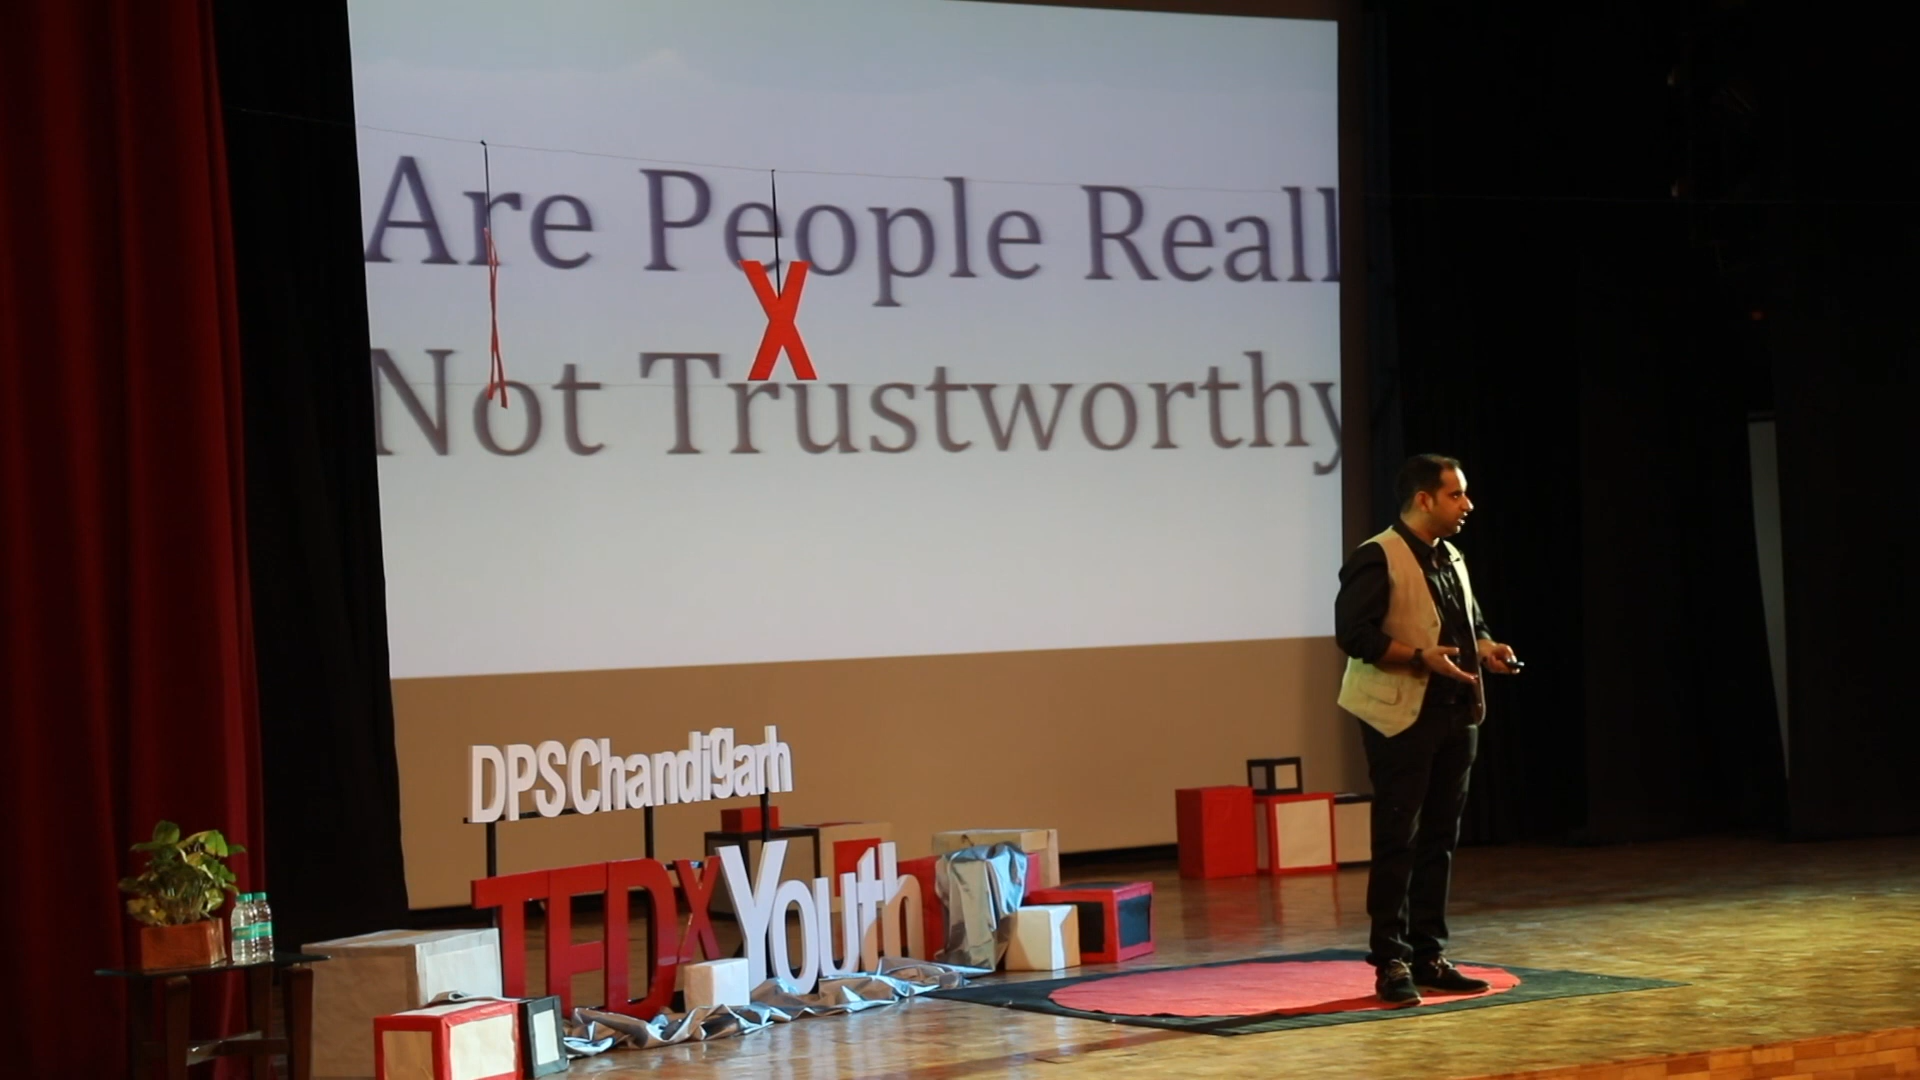 Are People Reall
Not Trustworthy
X
DPSChandigarh
TEDxYouth